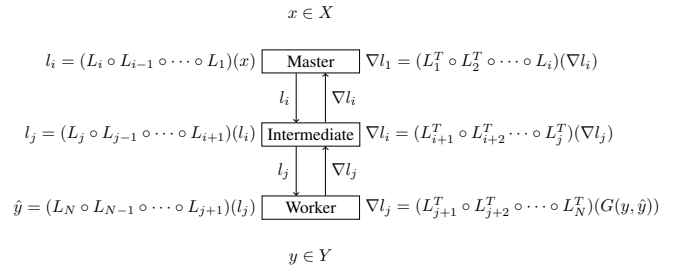 x ∈ X
l_i = (L_i ∘ L_{i−1} ∘ ⋯ ∘ L_1)(x) Master ∇l_1 = (L_1^T ∘ L_2^T ∘ ⋯ ∘ L_i)(∇l_i)
l_i ∇l_i
l_j = (L_j ∘ L_{j−1} ∘ ⋯ ∘ L_{i+1})(l_i) Intermediate ∇l_i = (L_{i+1}^T ∘ L_{i+2}^T ⋯ ∘ L_j^T)(∇l_j)
l_j ∇l_j
ŷ = (L_N ∘ L_{N−1} ∘ ⋯ ∘ L_{j+1})(l_j) Worker ∇l_j = (L_{j+1}^T ∘ L_{j+2}^T ∘ ⋯ ∘ L_N^T)(G(y, ŷ))
y ∈ Y